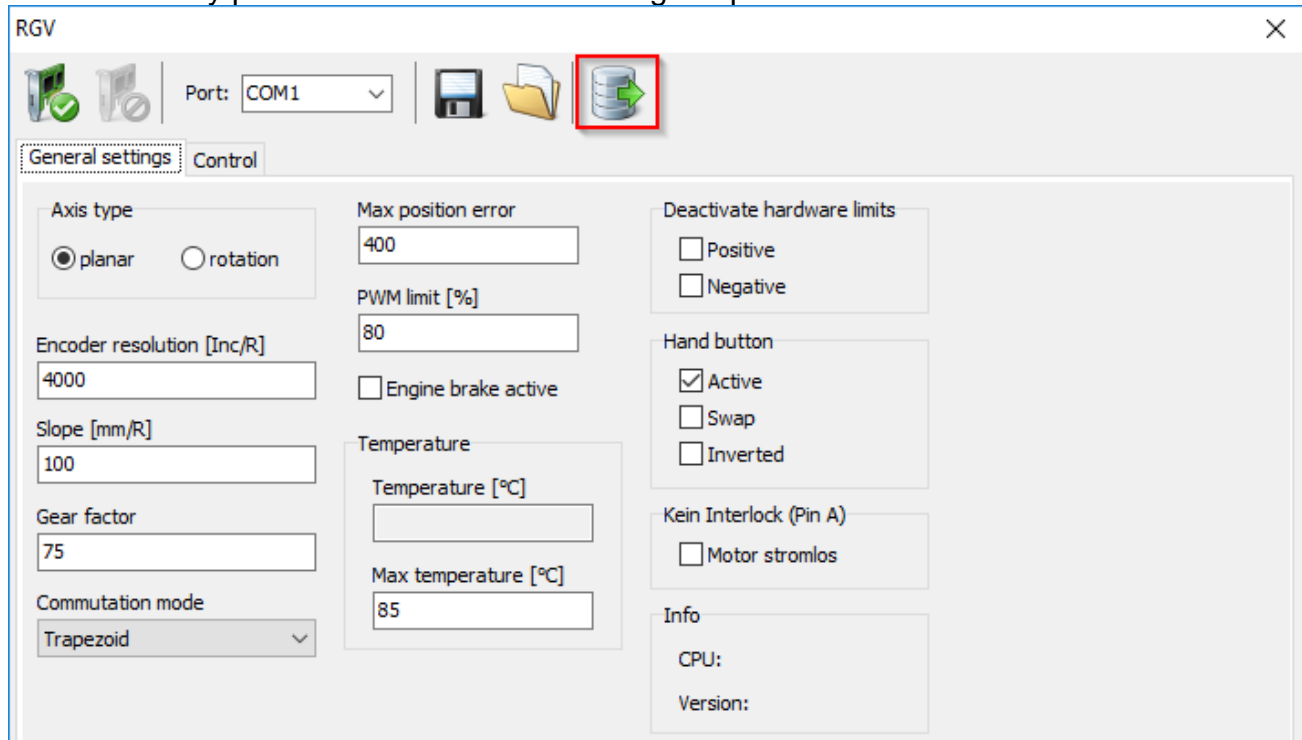 RGV
Port: COM1
General settings Control
Axis type
planar rotation
Encoder resolution [Inc/R]
4000
Slope [mm/R]
100
Gear factor
75
Commutation mode
Trapezoid
Max position error
400
PWM limit [%]
80
Engine brake active
Temperature
Temperature [°C]
Max temperature [°C]
85
Deactivate hardware limits
Positive
Negative
Hand button
Active
Swap
Inverted
Kein Interlock (Pin A)
Motor stromlos
Info
CPU:
Version: